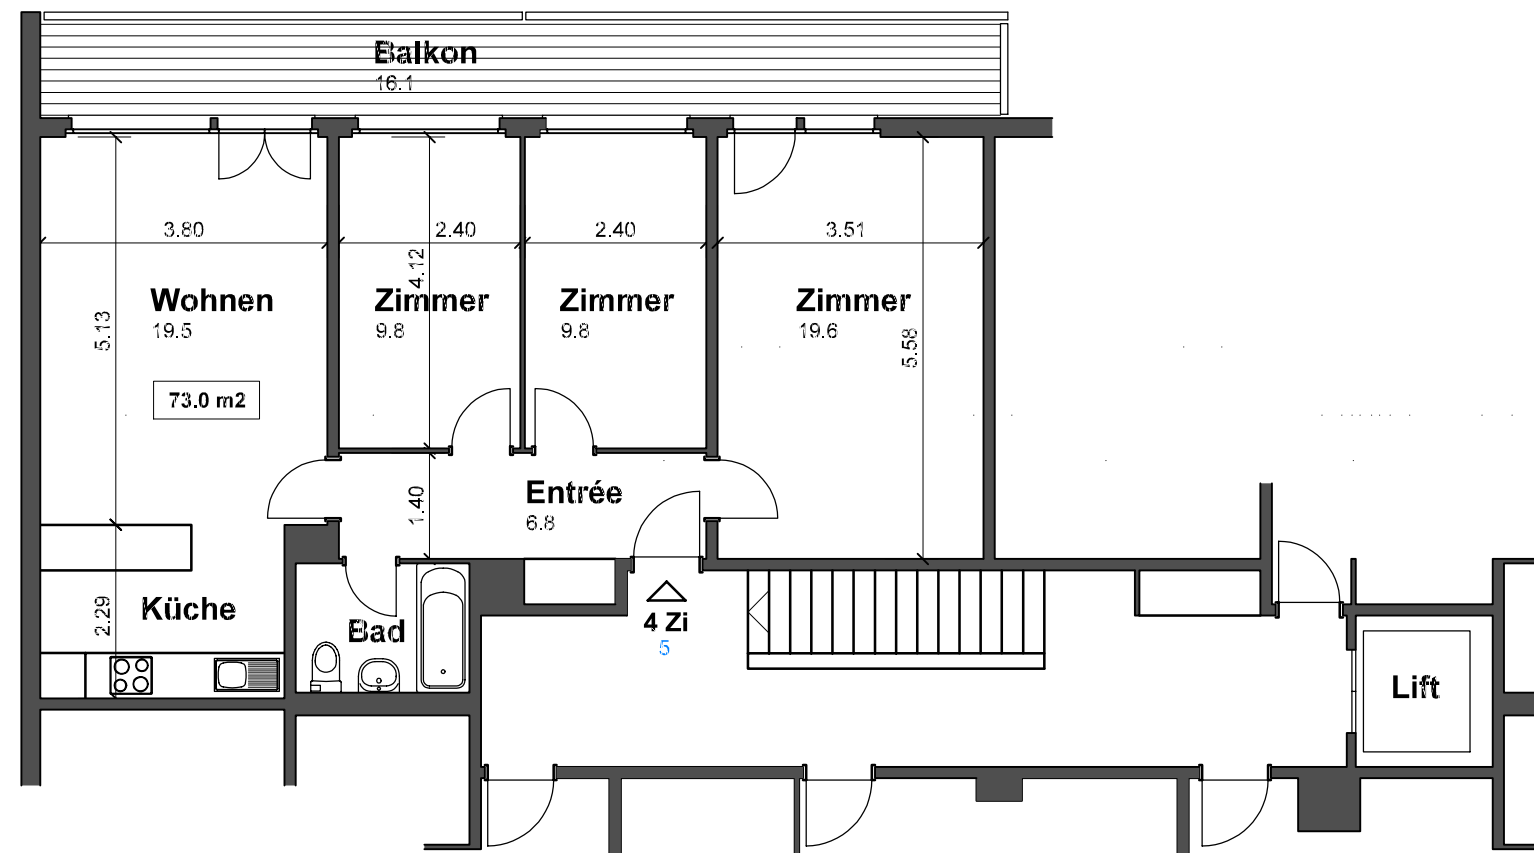 Balkon
16.1
3.80
2.40
2.40
3.51
4.12
Wohnen
19.5
Zimmer
9.8
Zimmer
9.8
Zimmer
19.6
5.13
5.58
73.0 m2
1.40
Entrée
6.8
2.29
Küche
Bad
4 Zi
5
Lift